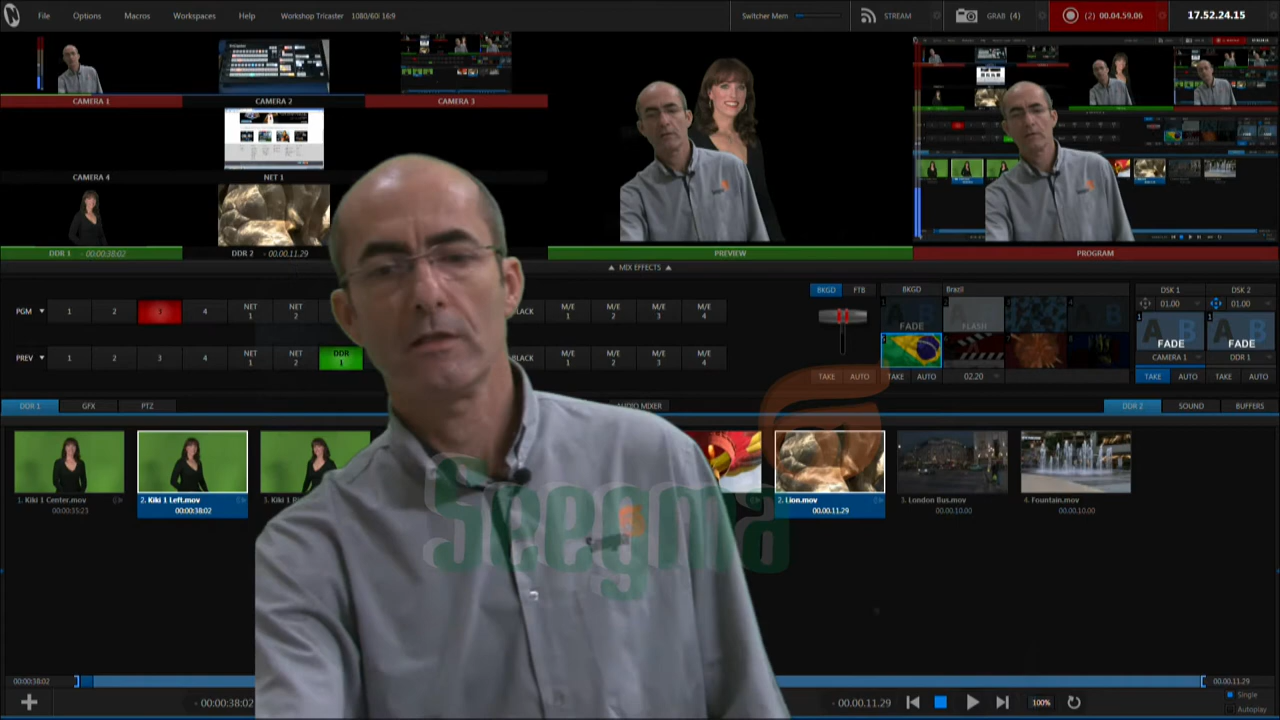 File Options Macros Workspaces Help Workshop Tricaster 1080/60i 16:9 Switcher Mem STREAM GRAB (4) (2) 00.04.59.06 17.52.24.15
CAMERA 1 CAMERA 2 CAMERA 3
CAMERA 4 NET 1
DDR 1 - 00:00:38:02 DDR 2 - 00.00.11.29 PREVIEW PROGRAM
MIX EFFECTS
BKGD FTB BKGD Brazil DSK 1 DSK 2
01.00 01.00
PGM 1 2 3 4 NET 1 NET 2 BLACK M/E 1 M/E 2 M/E 3 M/E 4
FADE FLASH FADE FADE
PREV 1 2 3 4 NET 1 NET 2 DDR 1 BLACK M/E 1 M/E 2 M/E 3 M/E 4
CAMERA 1 DDR 1
TAKE AUTO TAKE AUTO 02.20 TAKE AUTO TAKE AUTO
DDR 1 GFX PTZ AUDIO MIXER DDR 2 SOUND BUFFERS
1. Kiki 1 Center.mov 2. Kiki 1 Left.mov 3. Kiki 1 2. Lion.mov 3. London Bus.mov 4. Fountain.mov
00:00:35:23 00:00:38:02 00.00.11.29 00.00.10.00 00.00.10.00
Seegma
00:00:38:02 00.00.11.29
- 00:00:38:02 - 00.00.11.29 100% Single
Autoplay